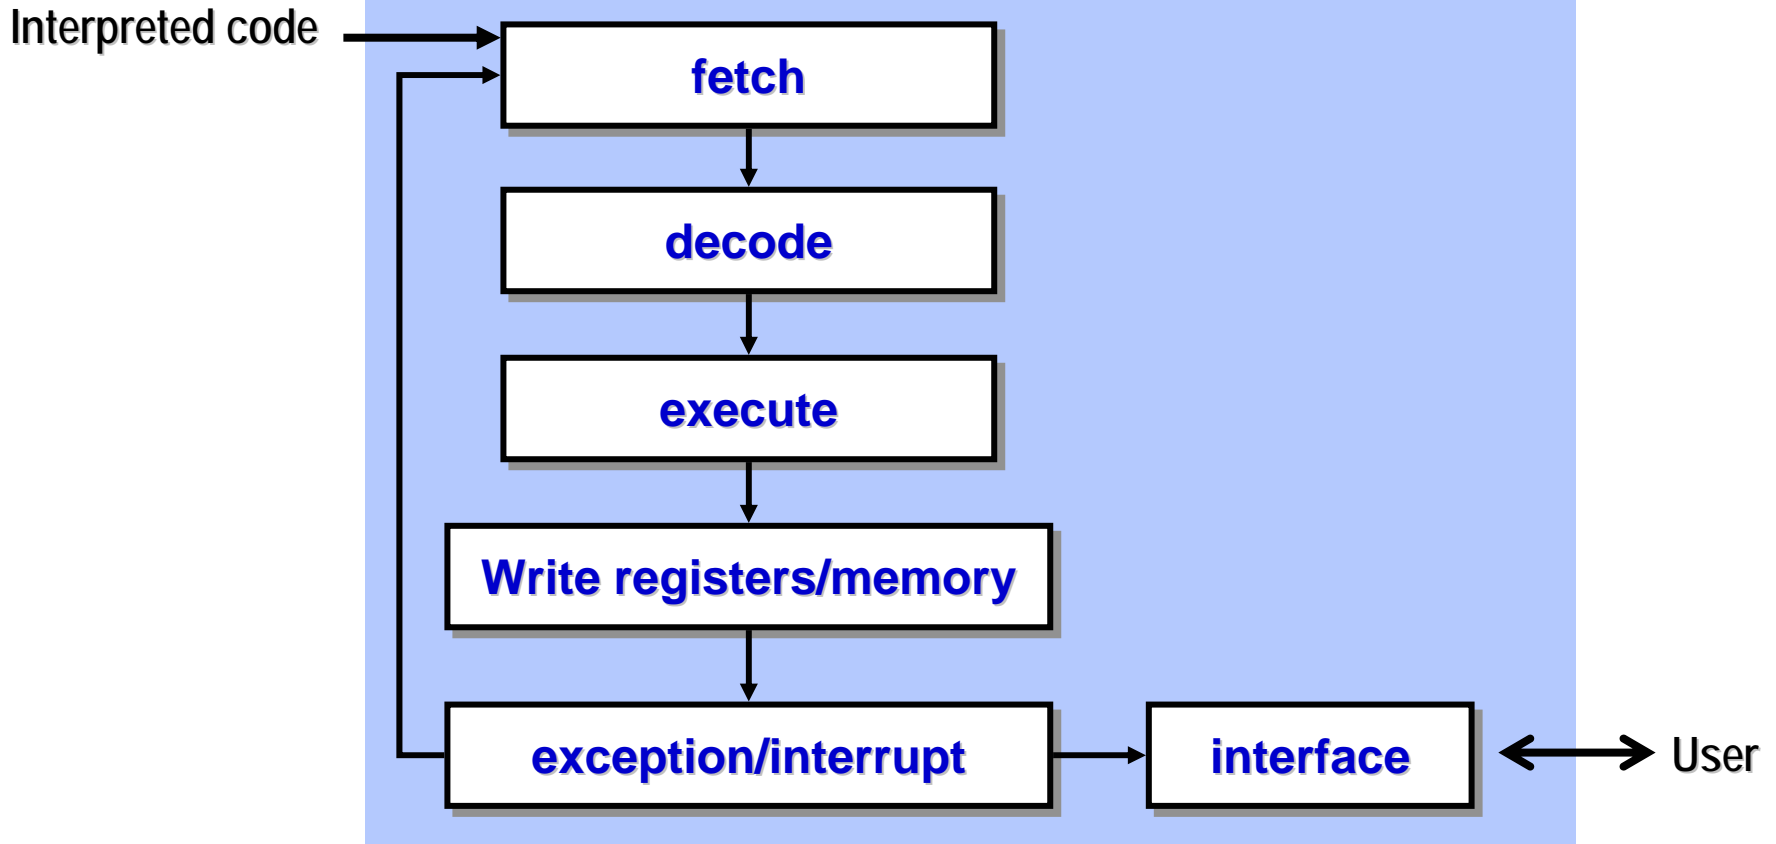 Interpreted code
fetch
decode
execute
Write registers/memory
exception/interrupt
interface
User